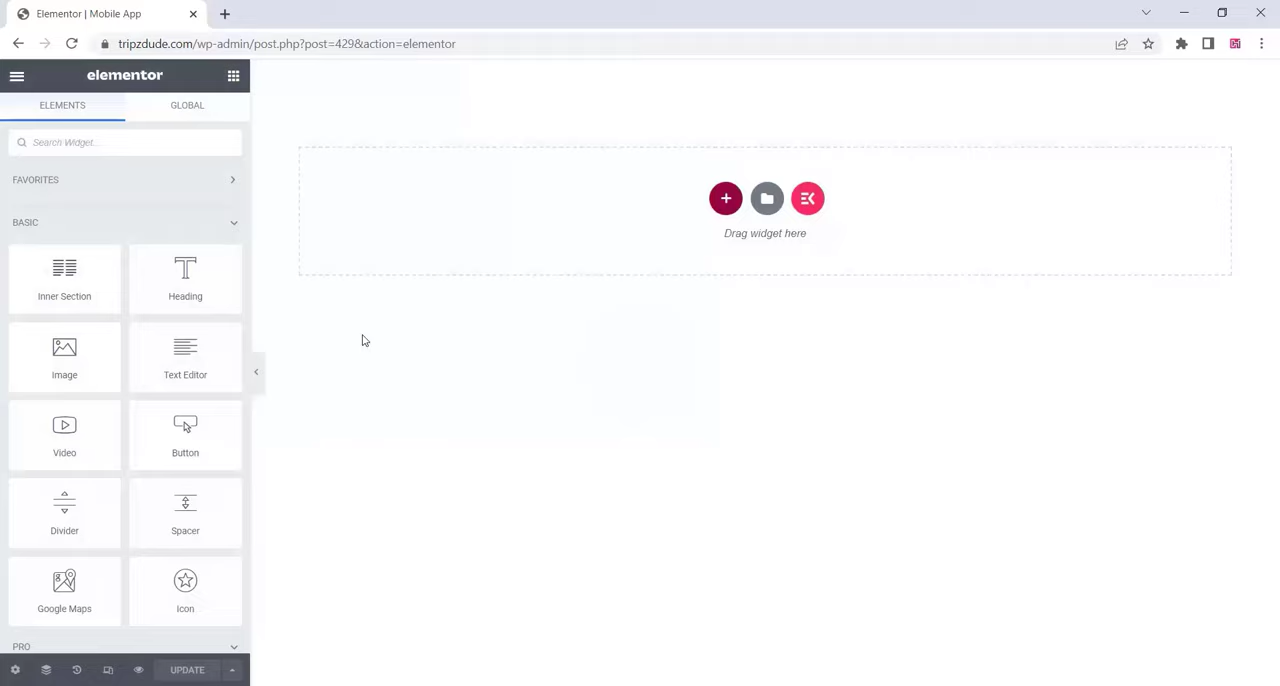 Elementor | Mobile App
tripzdude.com/wp-admin/post.php?post=429&action=elementor
elementor
ELEMENTS
GLOBAL
Search Widget...
FAVORITES
BASIC
Inner Section
Heading
Image
Text Editor
Video
Button
Divider
Spacer
Google Maps
Icon
PRO
UPDATE
Drag widget here